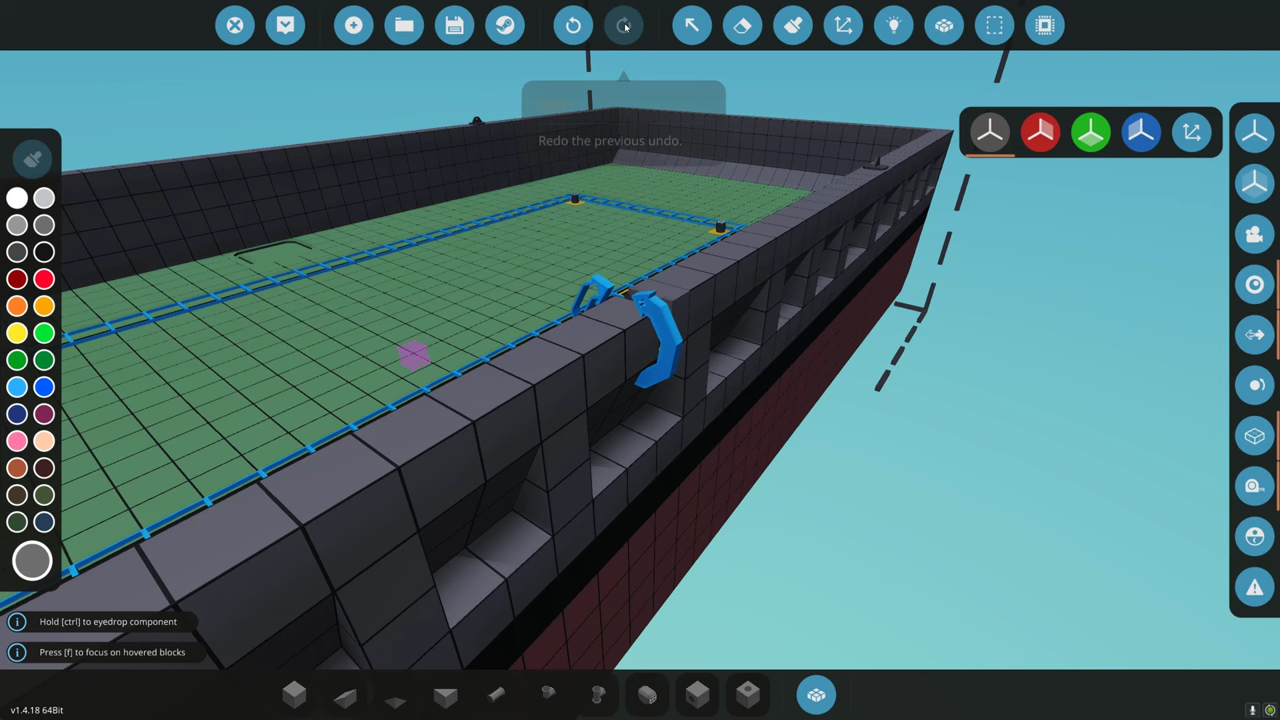 Redo the previous undo.
Hold [ctrl] to eyedrop component
Press [f] to focus on hovered blocks
v1.4.18 64Bit